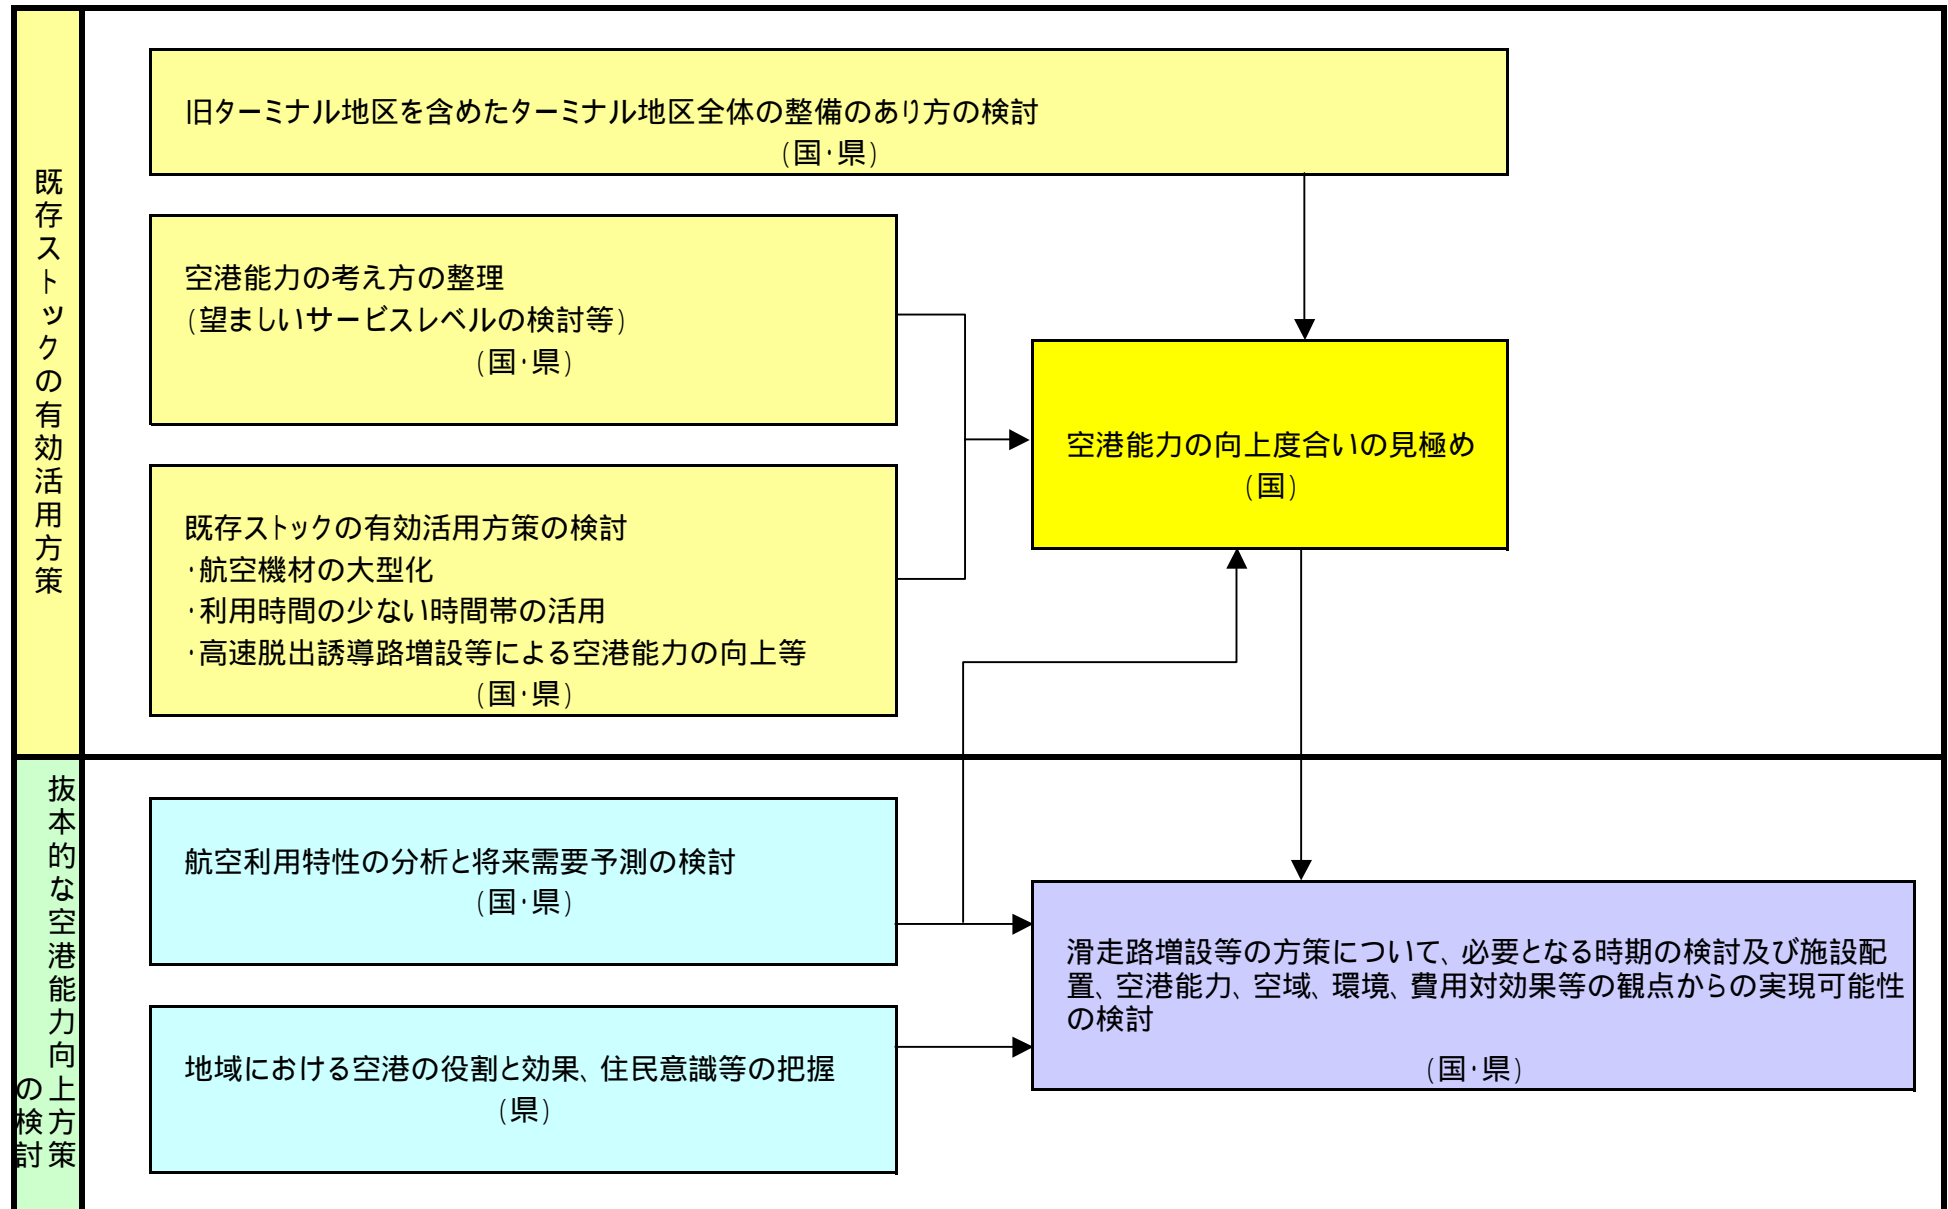 既存ストックの有効活用方策
旧ターミナル地区を含めたターミナル地区全体の整備のあり方の検討
(国・県)
空港能力の考え方の整理
(望ましいサービスレベルの検討等)
(国・県)
既存ストックの有効活用方策の検討
・航空機材の大型化
・利用時間の少ない時間帯の活用
・高速脱出誘導路増設等による空港能力の向上等
(国・県)
空港能力の向上度合いの見極め
(国)
抜本的な空港能力向上方策
の検討
航空利用特性の分析と将来需要予測の検討
(国・県)
地域における空港の役割と効果、住民意識等の把握
(県)
滑走路増設等の方策について、必要となる時期の検討及び施設配
置、空港能力、空域、環境、費用対効果等の観点からの実現可能性
の検討
(国・県)